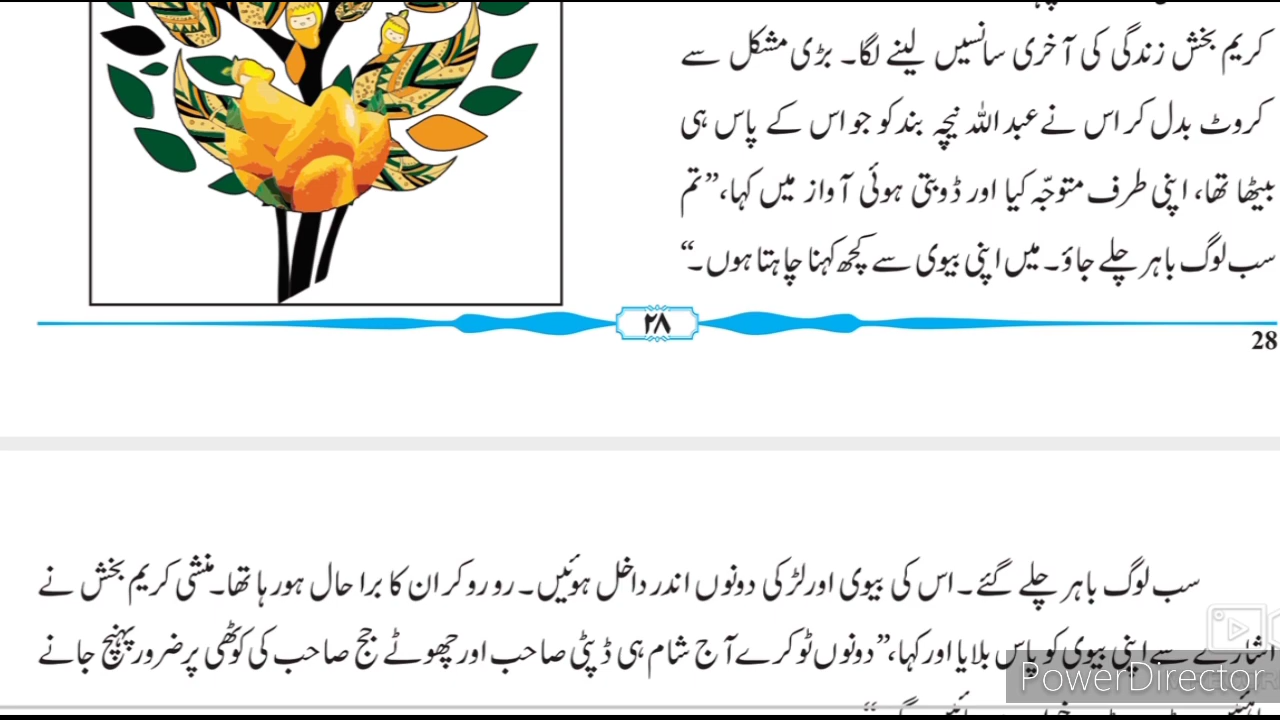 کریم بخش زندگی کی آخری سانسیں لینے لگا۔ بڑی مشکل سے
کروٹ بدل کر اس نے عبداللہ نیچہ بند کو جو اس کے پاس ہی
بیٹھا تھا، اپنی طرف متوجّہ کیا اور ڈوبتی ہوئی آواز میں کہا، ”تم
سب لوگ باہر چلے جاؤ۔ میں اپنی بیوی سے کچھ کہنا چاہتا ہوں۔“
۲۸
28
سب لوگ باہر چلے گئے۔ اس کی بیوی اور لڑکی دونوں اندر داخل ہوئیں۔ رو رو کر ان کا برا حال ہو رہا تھا۔ منشی کریم بخش نے
اشارے سے اپنی بیوی کو پاس بلایا اور کہا، ”دونوں ٹوکرے آج شام ہی ڈپٹی صاحب اور چھوٹے جج صاحب کی کوٹھی پر ضرور پہنچ جانے
PowerDirector